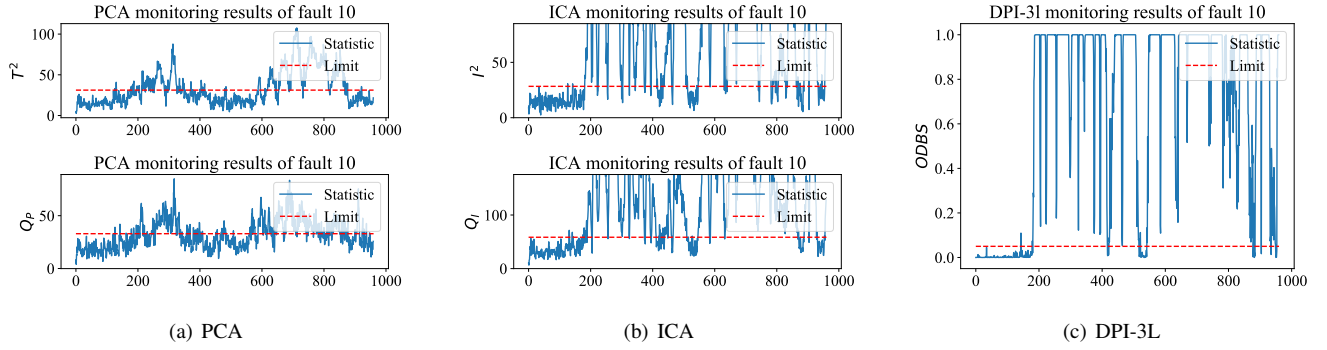 PCA monitoring results of fault 10
T²
100
50
0
Statistic
Limit
0 200 400 600 800 1000
PCA monitoring results of fault 10
Q_P
50
0
Statistic
Limit
0 200 400 600 800 1000
(a) PCA
ICA monitoring results of fault 10
I²
50
0
Statistic
Limit
0 200 400 600 800 1000
ICA monitoring results of fault 10
Q_I
100
0
Statistic
Limit
0 200 400 600 800 1000
(b) ICA
DPI-3l monitoring results of fault 10
ODBS
1.0
0.8
0.6
0.4
0.2
0.0
Statistic
Limit
0 200 400 600 800 1000
(c) DPI-3L